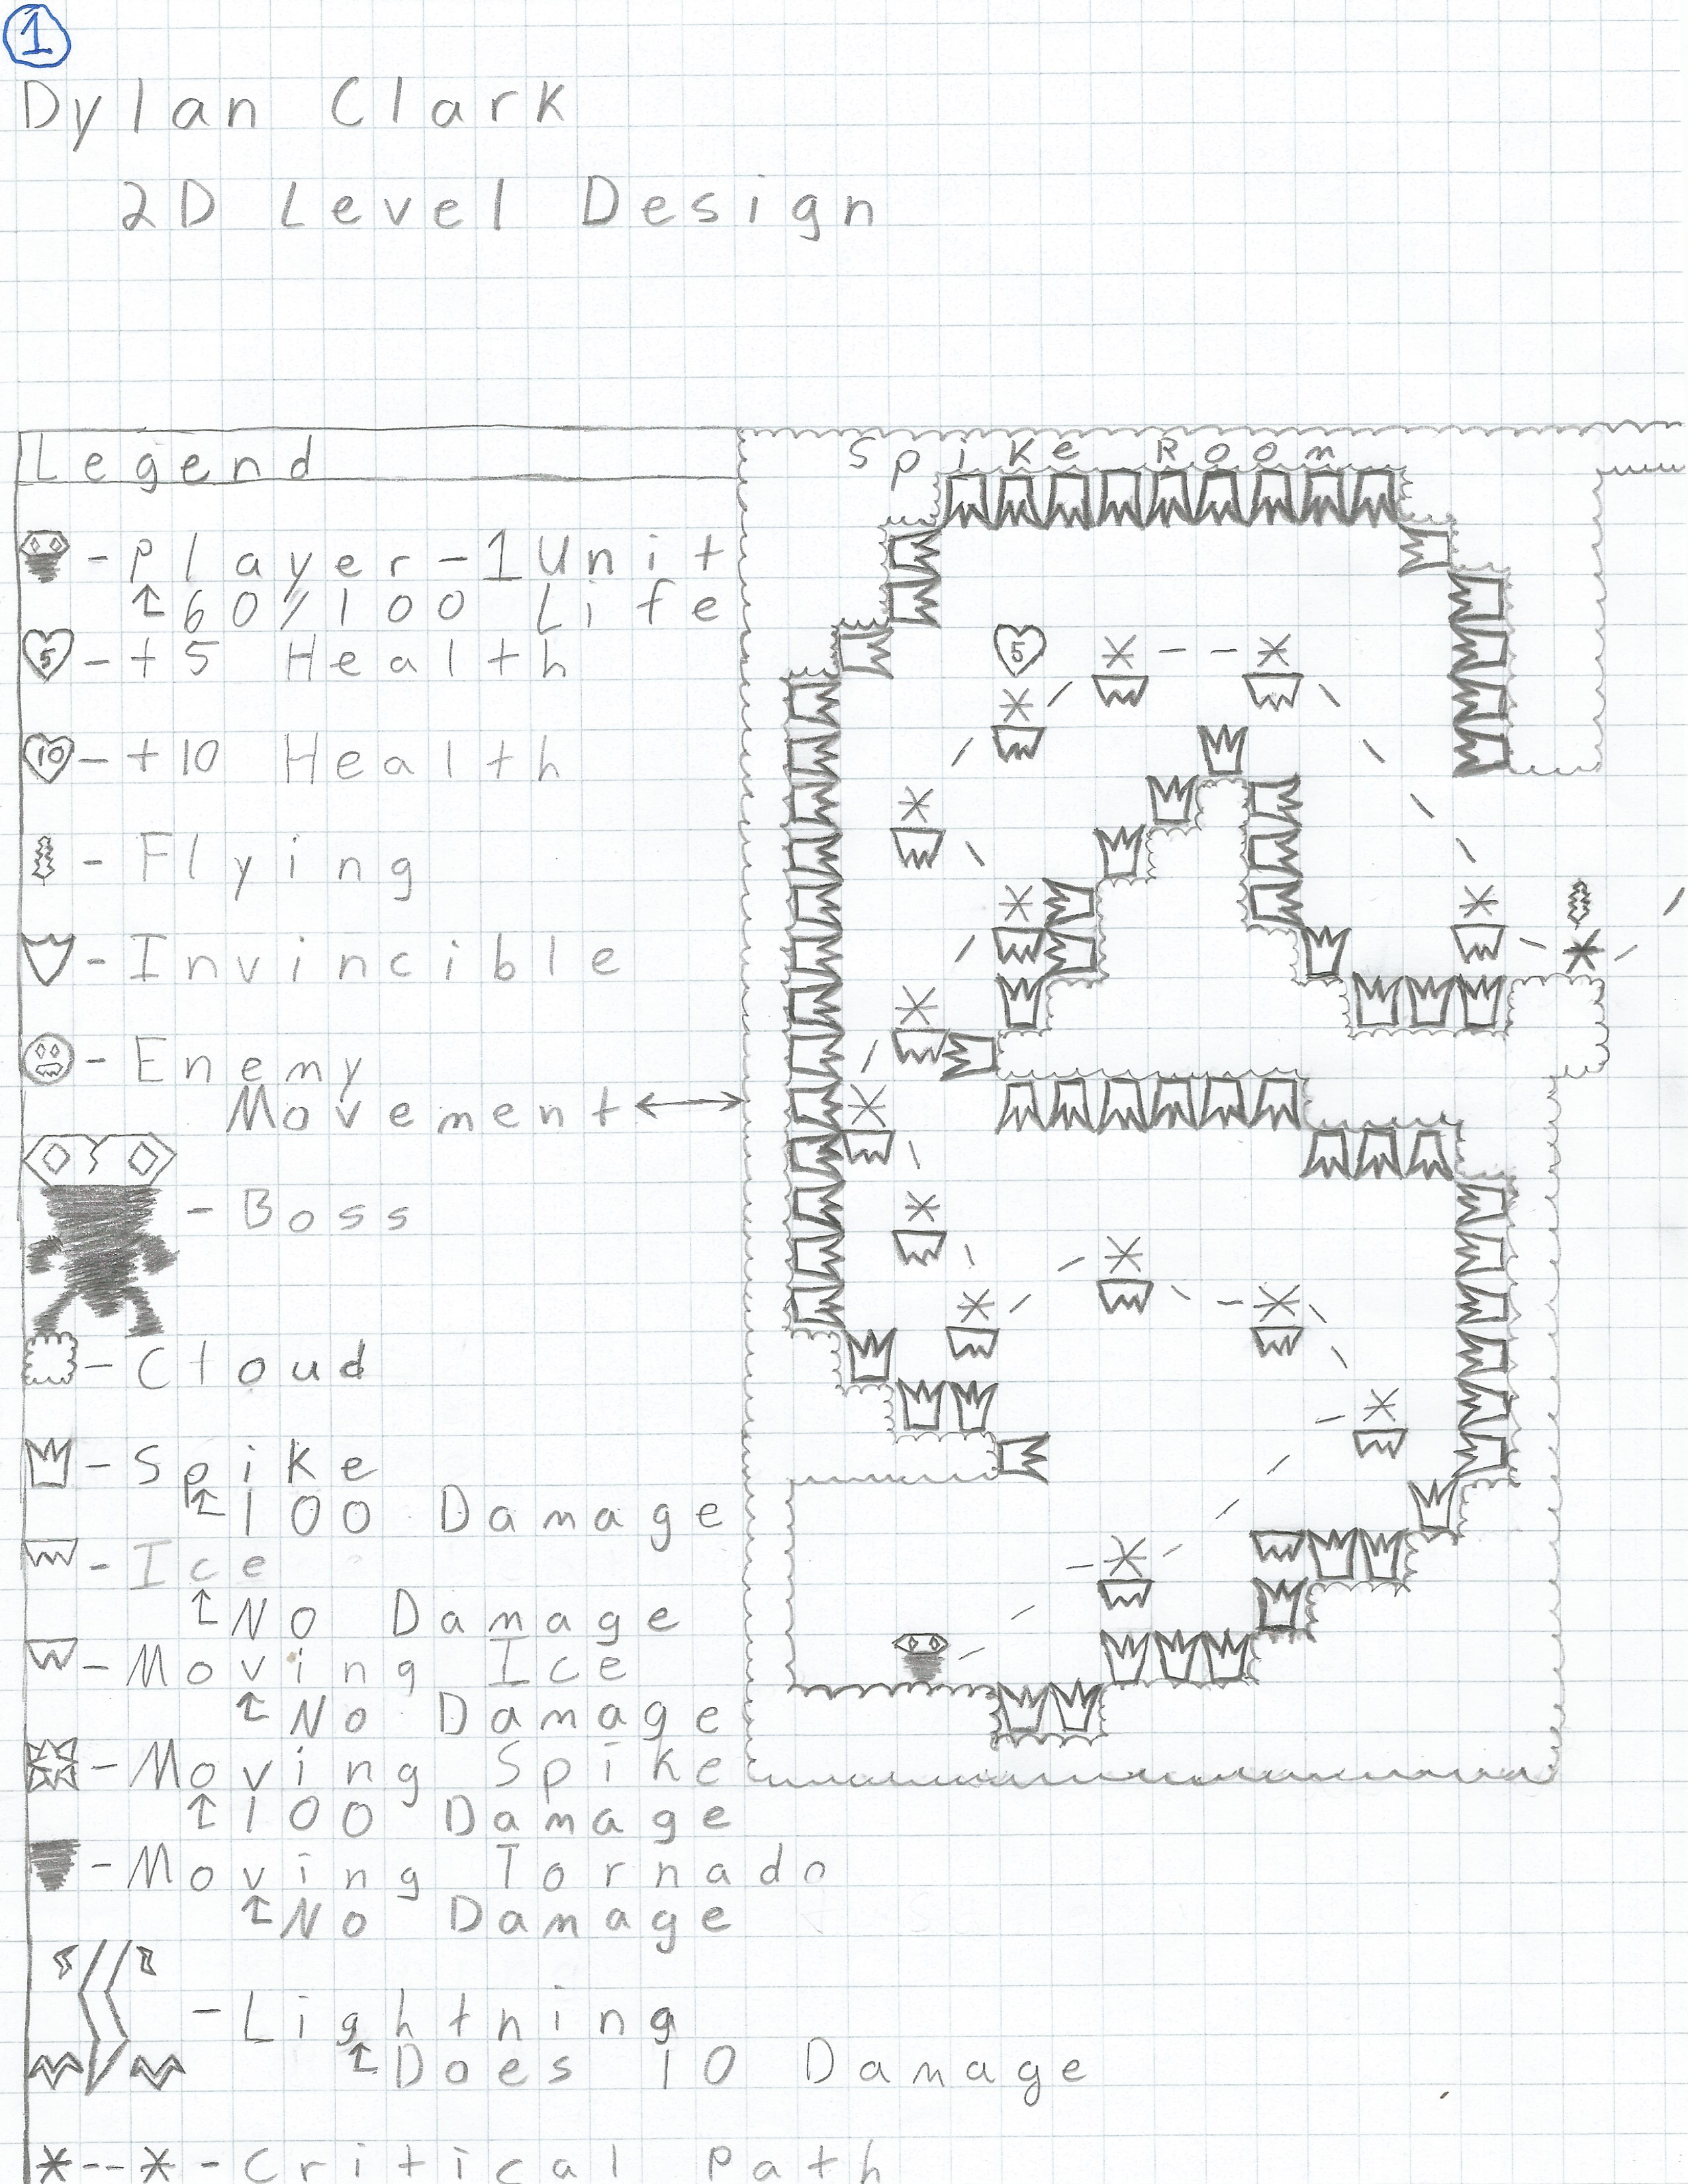 1
Dylan Clark
2D Level Design
Legend
Spike Room
- Player - 1 Unit
60/100 Life
5 - +5 Health
5
10 - +10 Health
- Flying
- Invincible
- Enemy
Movement
- Boss
- Cloud
- Spike
100 Damage
- Ice
No Damage
- Moving Ice
No Damage
- Moving Spike
100 Damage
- Moving Tornado
No Damage
- Lightning
Does 10 Damage
*--* - Critical Path